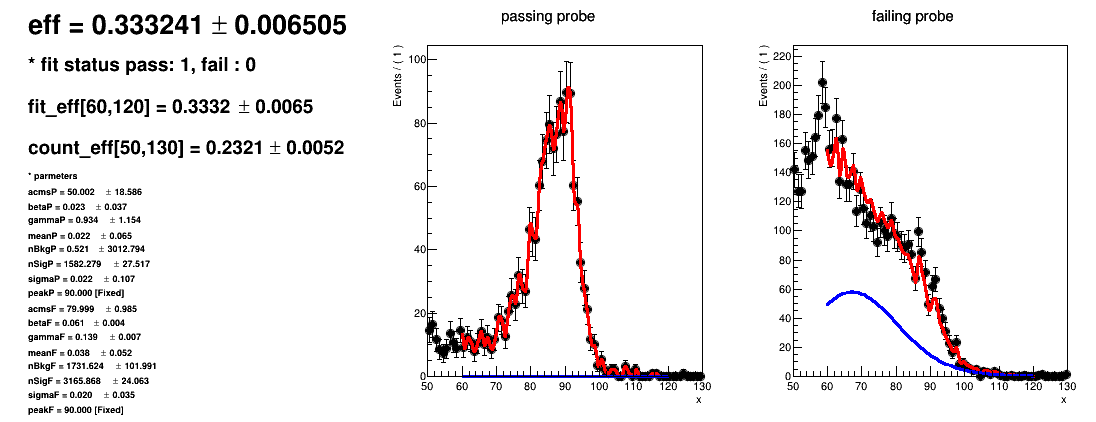 eff = 0.333241 ± 0.006505
* fit status pass: 1, fail : 0
fit_eff[60,120] = 0.3332 ± 0.0065
count_eff[50,130] = 0.2321 ± 0.0052
* parmeters
acmsP = 50.002 ± 18.586
betaP = 0.023 ± 0.037
gammaP = 0.934 ± 1.154
meanP = 0.022 ± 0.065
nBkgP = 0.521 ± 3012.794
nSigP = 1582.279 ± 27.517
sigmaP = 0.022 ± 0.107
peakP = 90.000 [Fixed]
acmsF = 79.999 ± 0.985
betaF = 0.061 ± 0.004
gammaF = 0.139 ± 0.007
meanF = 0.038 ± 0.052
nBkgF = 1731.624 ± 101.991
nSigF = 3165.868 ± 24.063
sigmaF = 0.020 ± 0.035
peakF = 90.000 [Fixed]
passing probe
Events / ( 1 )
100
80
60
40
20
0
50 60 70 80 90 100 110 120 130
x
failing probe
Events / ( 1 )
220
200
180
160
140
120
100
80
60
40
20
0
50 60 70 80 90 100 110 120 130
x